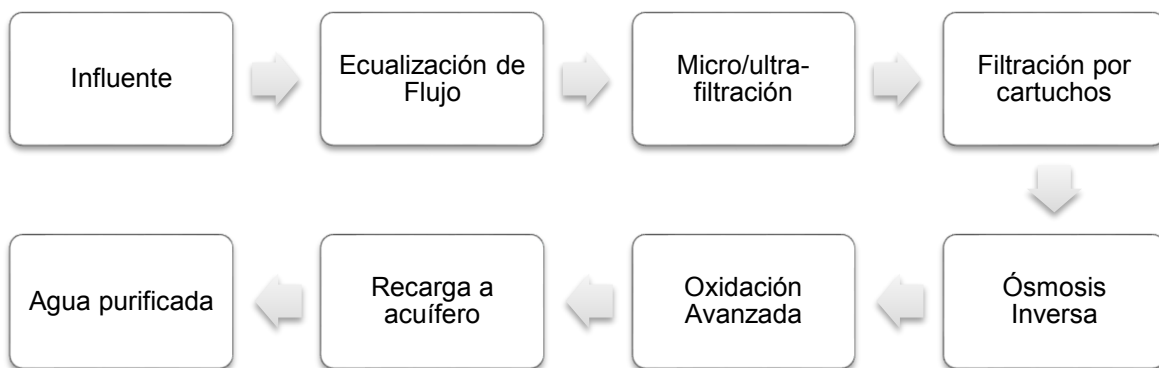 Influente
Ecualización de
Flujo
Micro/ultra-
filtración
Filtración por
cartuchos
Ósmosis
Inversa
Oxidación
Avanzada
Recarga a
acuífero
Agua purificada